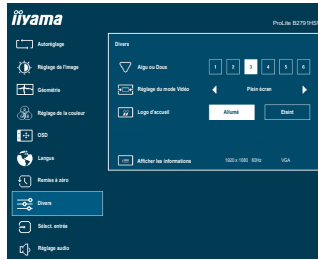 iiyama
ProLite B2791HS
Autoréglage
Réglage de l'image
Géométrie
Réglage de la couleur
OSD
Langue
Remise à zéro
Divers
Sélect. entrée
Réglage audio
Divers
Aigu ou Doux
1 2 3 4 5 6
Réglage du mode Vidéo
Plein écran
Logo d'accueil
Allumé
Eteint
Afficher les informations
1920 x 1080 60Hz VGA